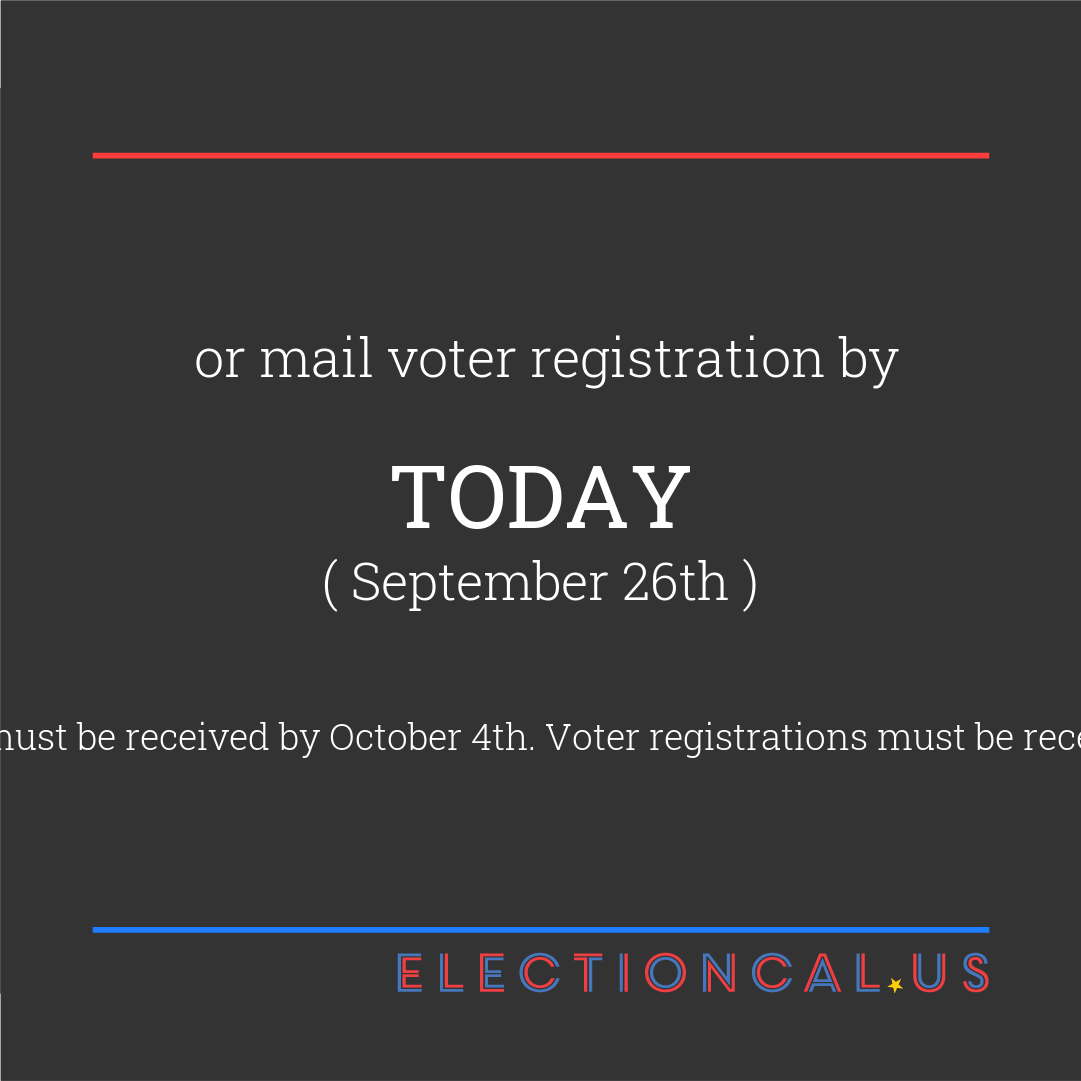 or mail voter registration by
TODAY
( September 26th )
must be received by October 4th. Voter registrations must be
ELECTIONCAL.US